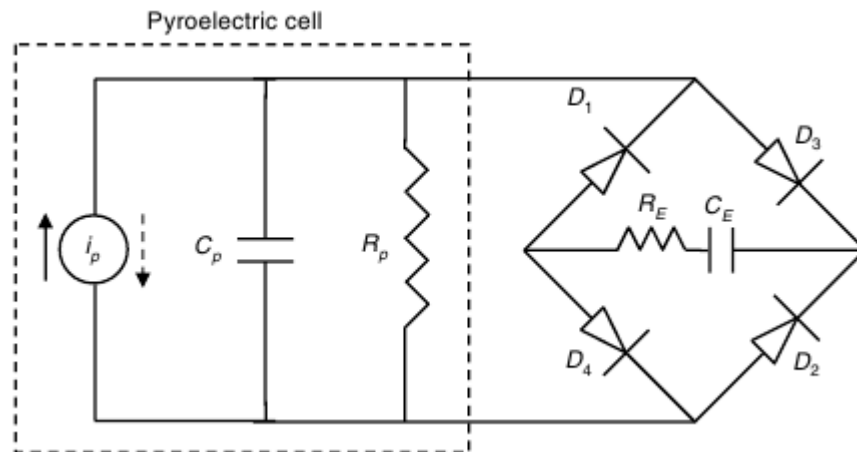 Pyroelectric cell
D1
D3
RE
CE
ip
Cp
Rp
D4
D2